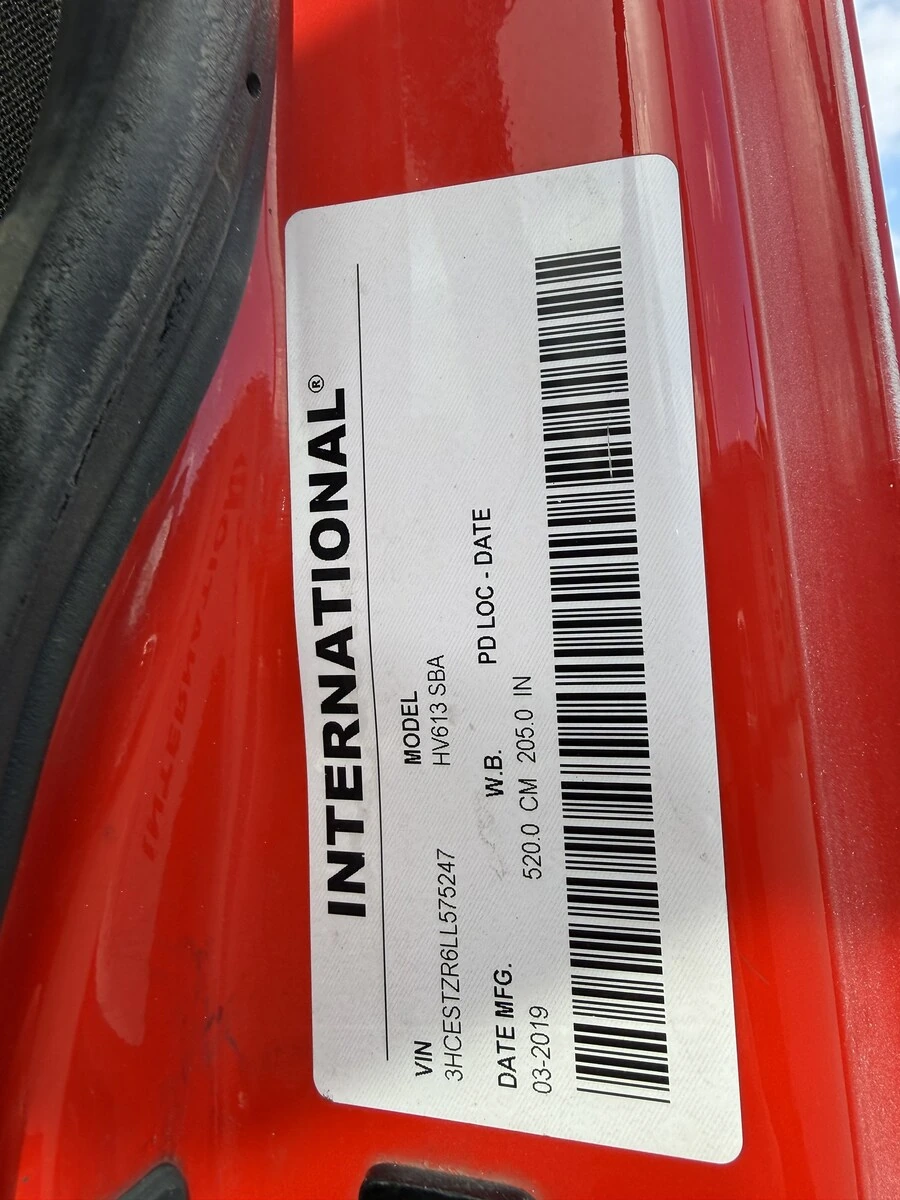 INTERNATIONAL®
VIN MODEL
3HCESTZR6LL575247 HV613 SBA
DATE MFG. W.B. PD LOC - DATE
03-2019 520.0 CM 205.0 IN